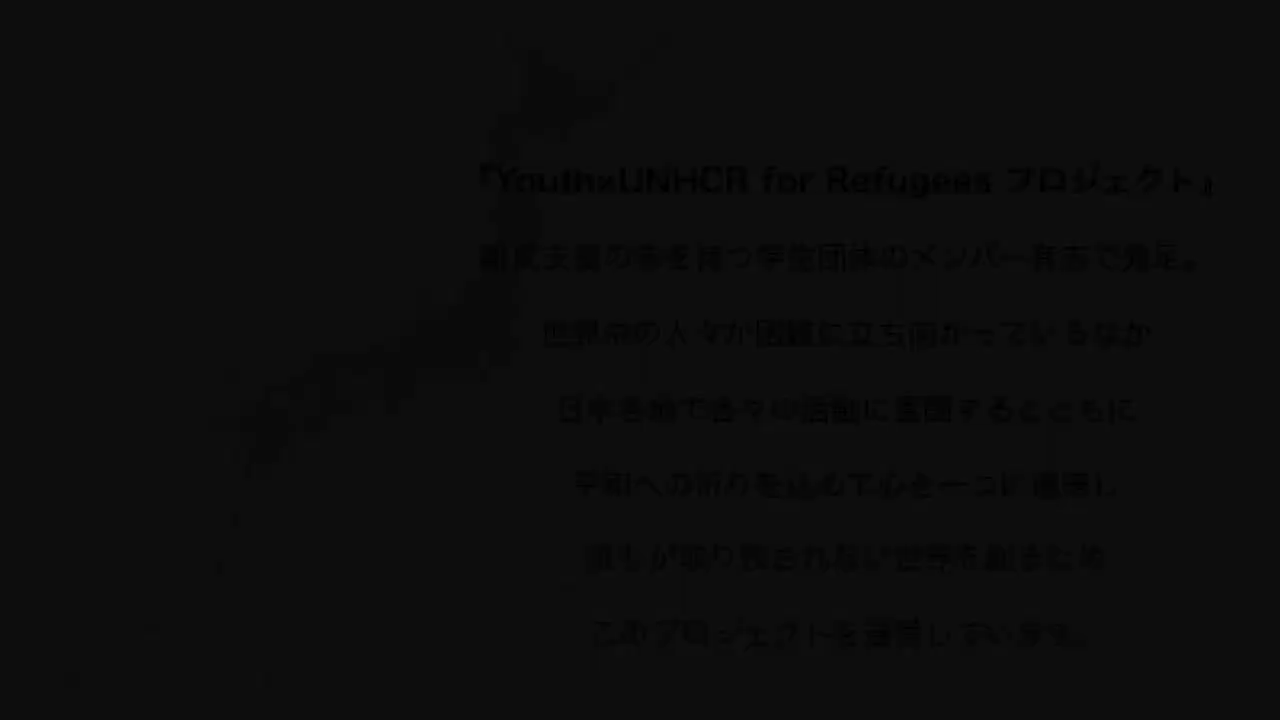 『Youth×UNHCR for Refugees プロジェクト』
難民支援の志を持つ学生団体のメンバー有志で発足。
世界中の人々が困難に立ち向かっているなか
日本各地で各々の活動に奮闘するとともに
平和への祈りを込めて心を一つに連携し
誰もが取り残されない世界を創るため
このプロジェクトを運営しています。